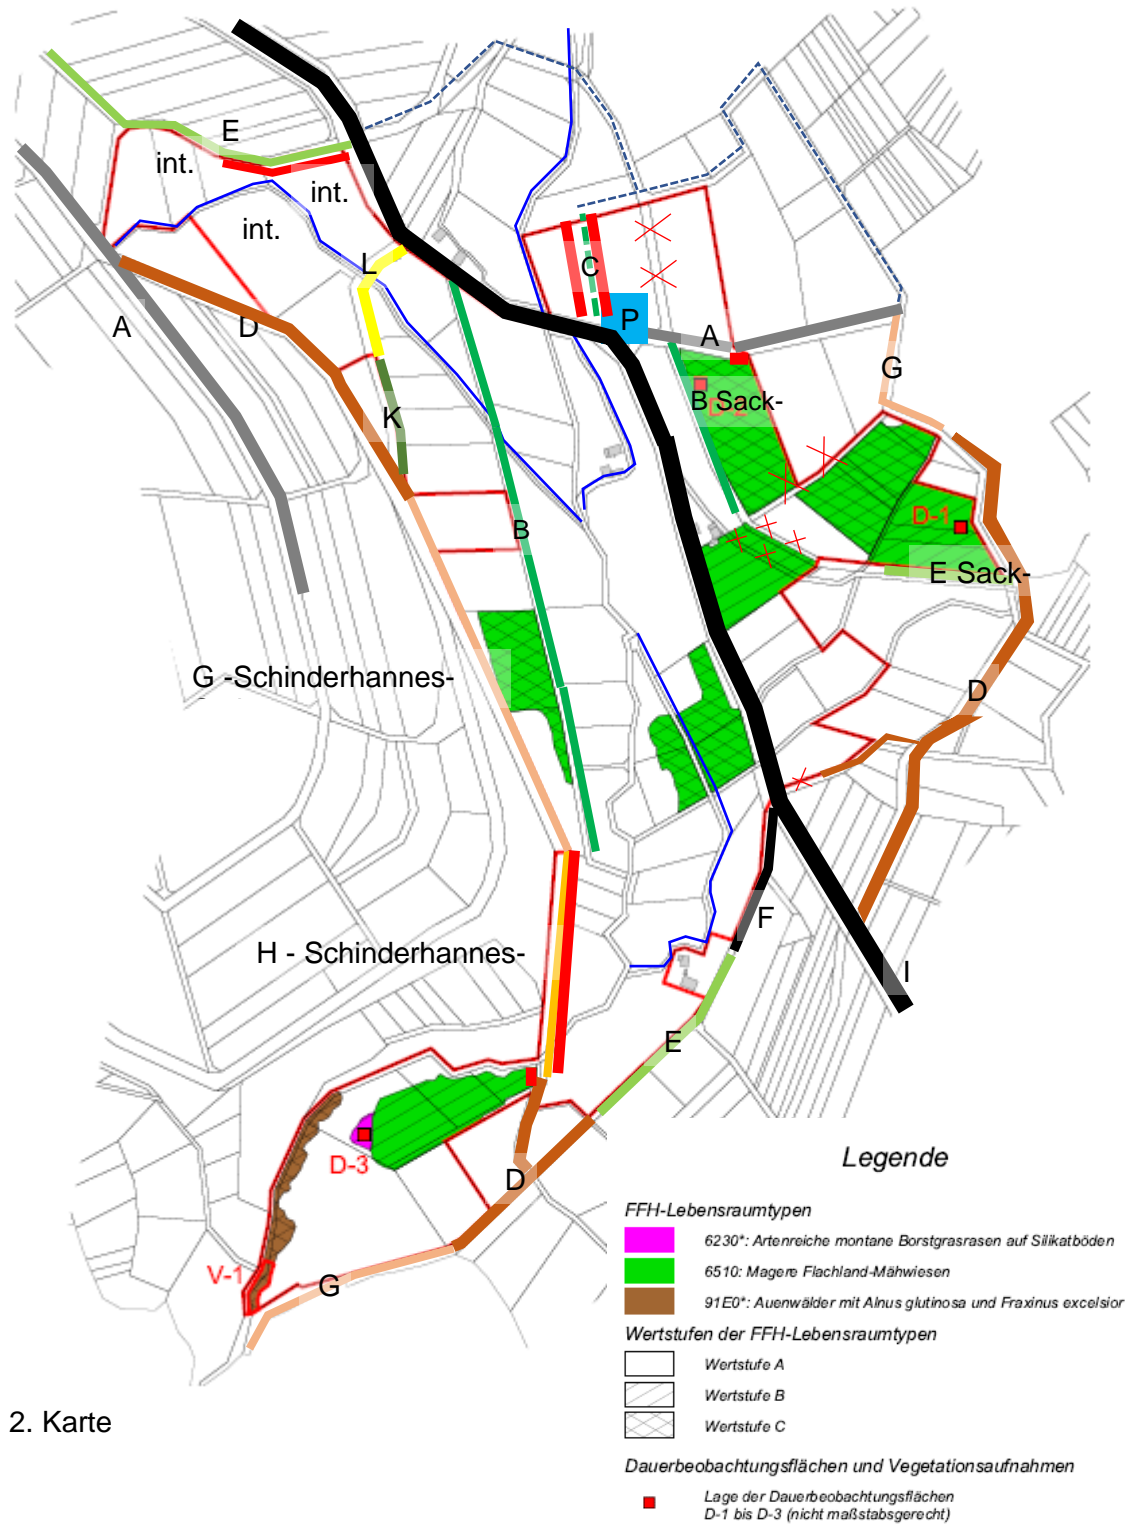 E
int.
int.
int.
L
C
A
D
P
A
G
K
B Sack-
D-2
B
D-1
E Sack-
G -Schinderhannes-
D
F
H - Schinderhannes-
I
E
D-3
D
V-1
G
Legende
FFH-Lebensraumtypen
6230*: Artenreiche montane Borstgrasrasen auf Silikatböden
6510: Magere Flachland-Mähwiesen
91E0*: Auenwälder mit Alnus glutinosa und Fraxinus excelsior
Wertstufen der FFH-Lebensraumtypen
Wertstufe A
Wertstufe B
Wertstufe C
2. Karte
Dauerbeobachtungsflächen und Vegetationsaufnahmen
Lage der Dauerbeobachtungsflächen
D-1 bis D-3 (nicht maßstabsgerecht)